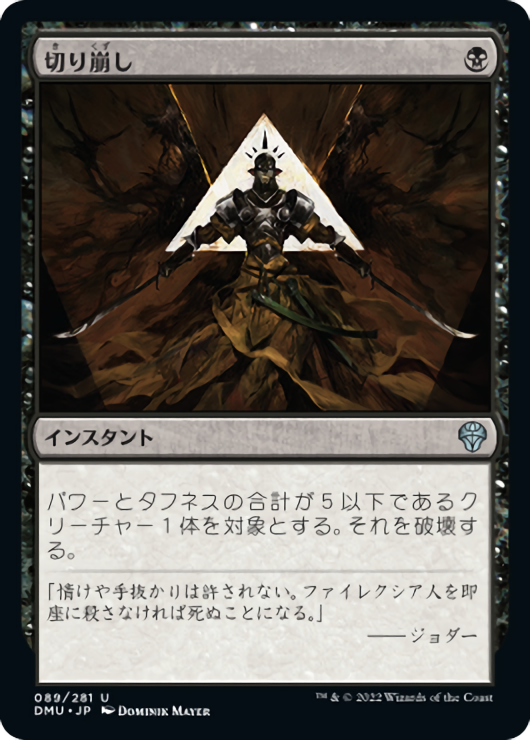 切り崩し
きくず
インスタント
パワーとタフネスの合計が5以下であるク
リーチャー1体を対象とする。それを破壊す
る。
「情けや手抜かりは許されない。ファイレクシア人を即
座に殺さなければ死ぬことになる。」
――ジョダー
089/281 U
DMU・JP Dominik Mayer
™ & © 2022 Wizards of the Coast